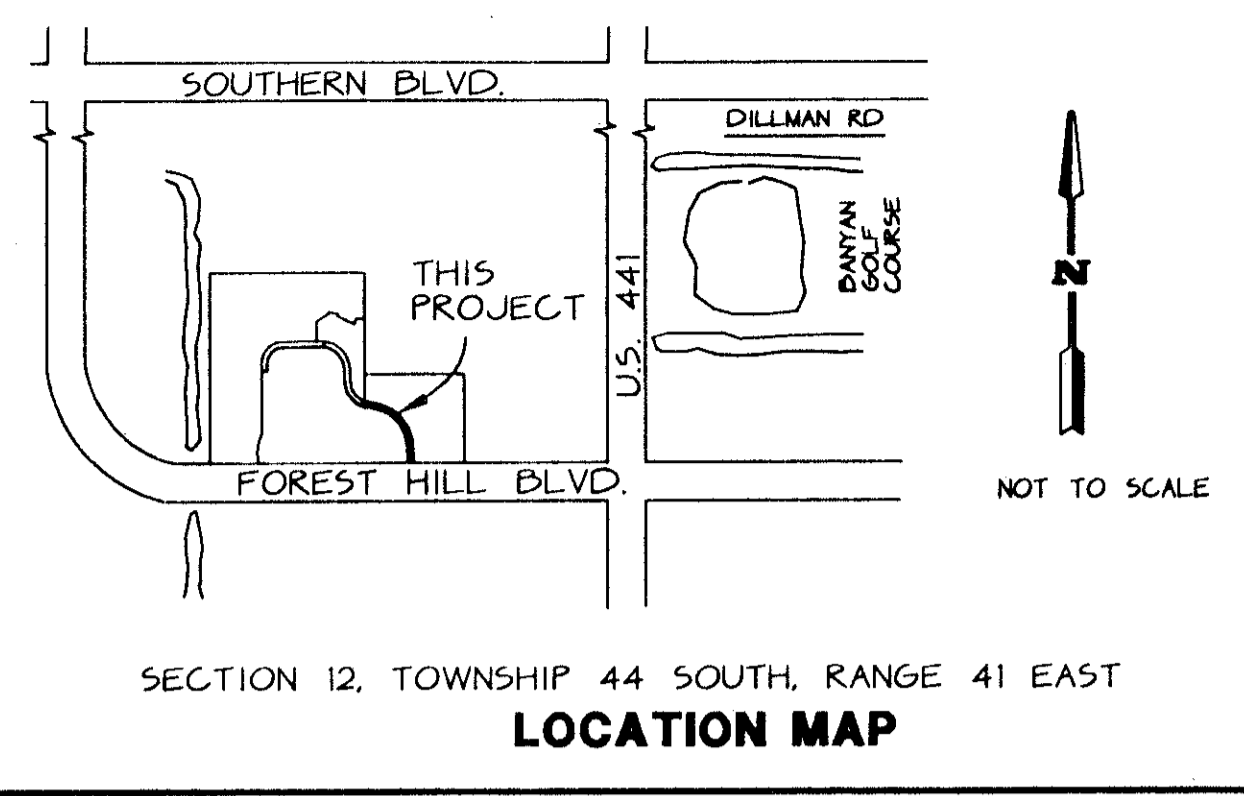 SOUTHERN BLVD.
DILLMAN RD
BANYAN
GOLF
COURSE
THIS
PROJECT
U.S. 441
N
FOREST HILL BLVD.
NOT TO SCALE
SECTION 12, TOWNSHIP 44 SOUTH, RANGE 41 EAST
LOCATION MAP